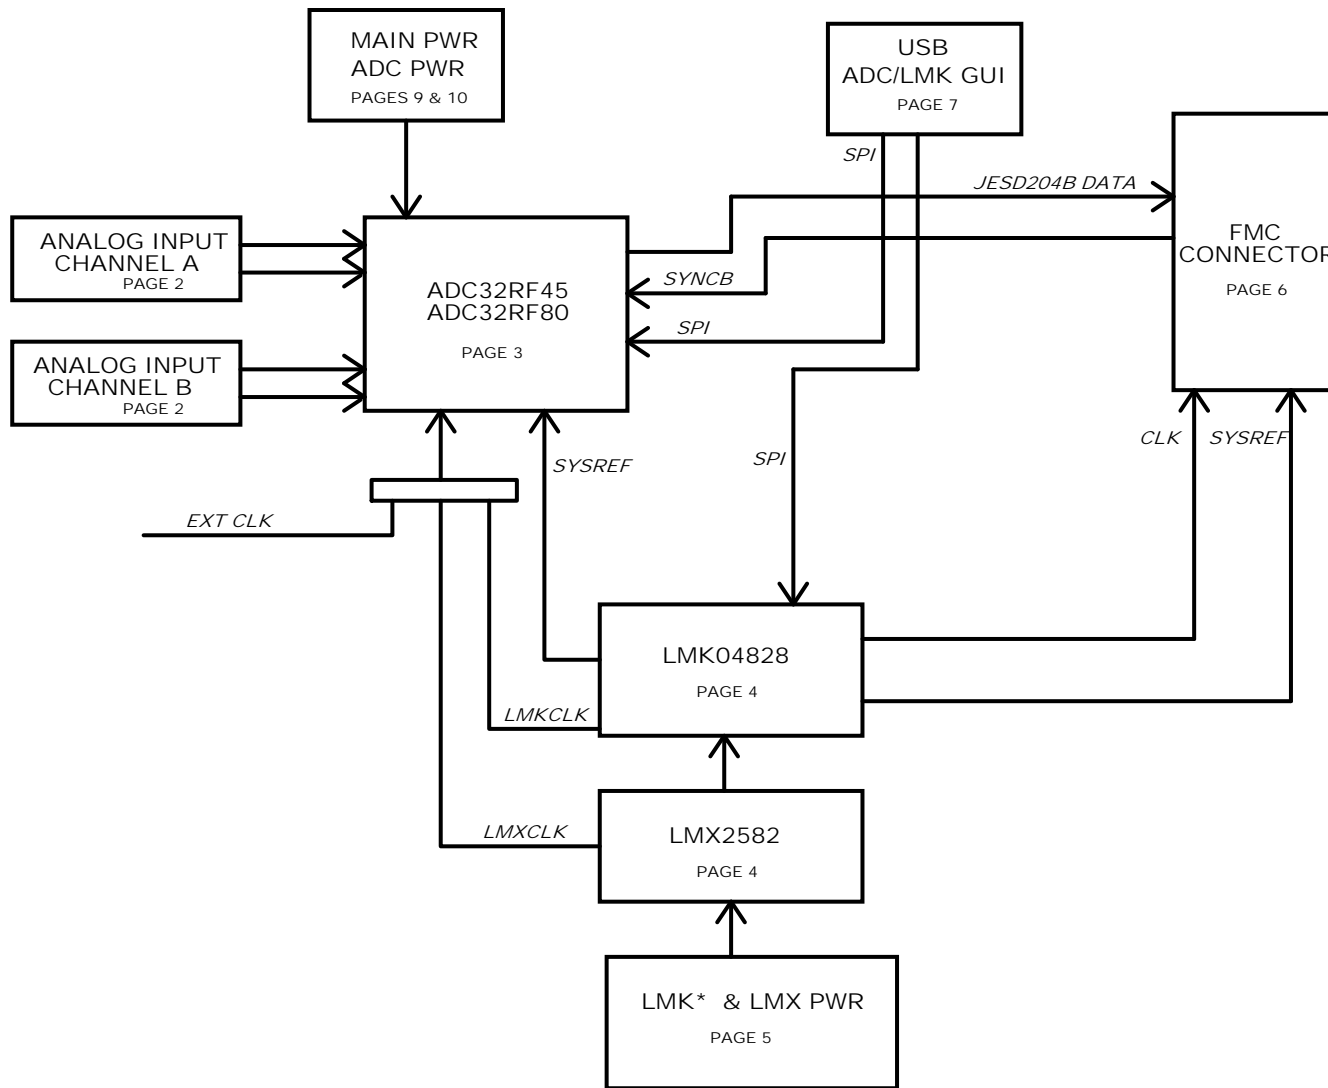 MAIN PWR
ADC PWR
PAGES 9 & 10
USB
ADC/LMK GUI
PAGE 7
SPI
JESD204B DATA
ANALOG INPUT
CHANNEL A
PAGE 2
ADC32RF45
ADC32RF80
PAGE 3
SYNCB
SPI
FMC
CONNECTOR
PAGE 6
ANALOG INPUT
CHANNEL B
PAGE 2
SYSREF
SPI
CLK
SYSREF
EXT CLK
LMK04828
PAGE 4
LMKCLK
LMX2582
PAGE 4
LMXCLK
LMK* & LMX PWR
PAGE 5